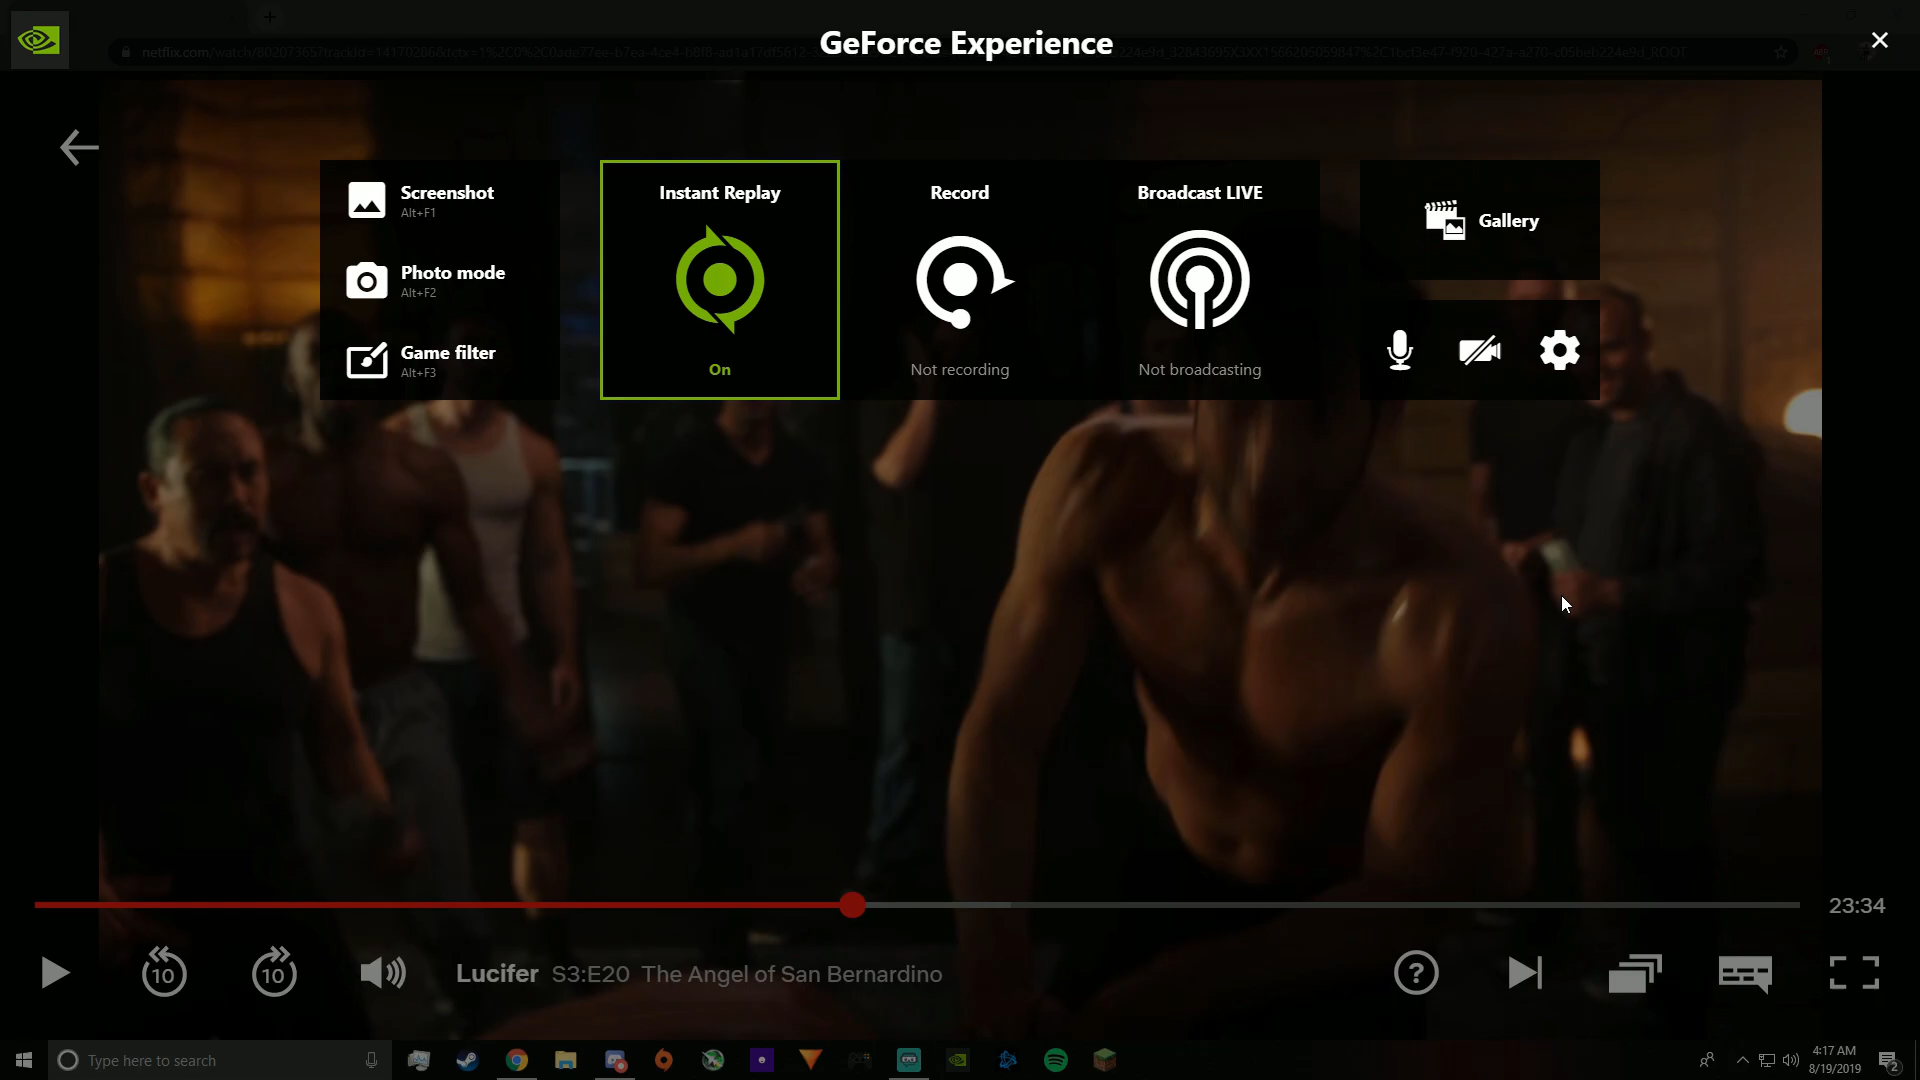 GeForce Experience
Screenshot
Alt+F1
Photo mode
Alt+F2
Game filter
Alt+F3
Instant Replay
On
Record
Not recording
Broadcast LIVE
Not broadcasting
Gallery
23:34
10
10
Lucifer S3:E20 The Angel of San Bernardino
?
Type here to search
4:17 AM
8/19/2019
2